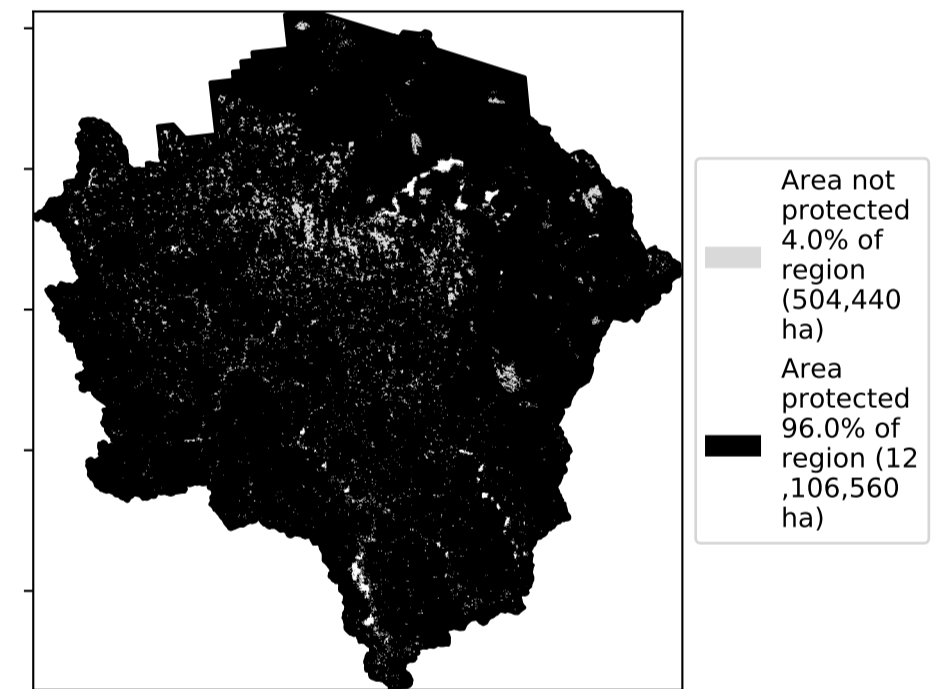 Area not
protected
4.0% of
region
(504,440
ha)
Area
protected
96.0% of
region (12
,106,560
ha)